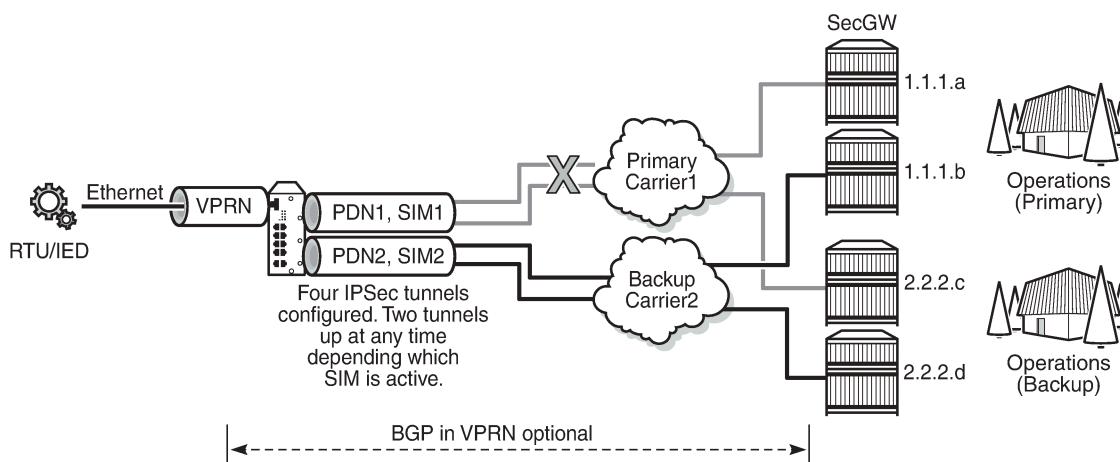 SecGW
1.1.1.a
Primary
Carrier1
1.1.1.b
Operations
(Primary)
Ethernet
VPRN
PDN1, SIM1
RTU/IED
PDN2, SIM2
Backup
Carrier2
2.2.2.c
Four IPSec tunnels
configured. Two tunnels
up at any time
depending which
SIM is active.
Operations
(Backup)
2.2.2.d
BGP in VPRN optional